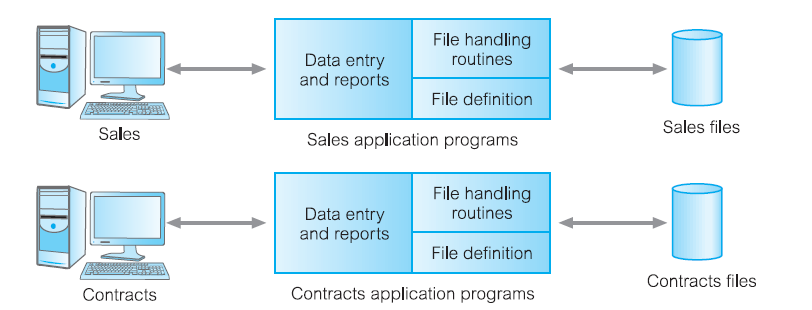 Data entry
and reports
File handling
routines
File definition
Sales
Sales application programs
Sales files
Data entry
and reports
File handling
routines
File definition
Contracts
Contracts application programs
Contracts files